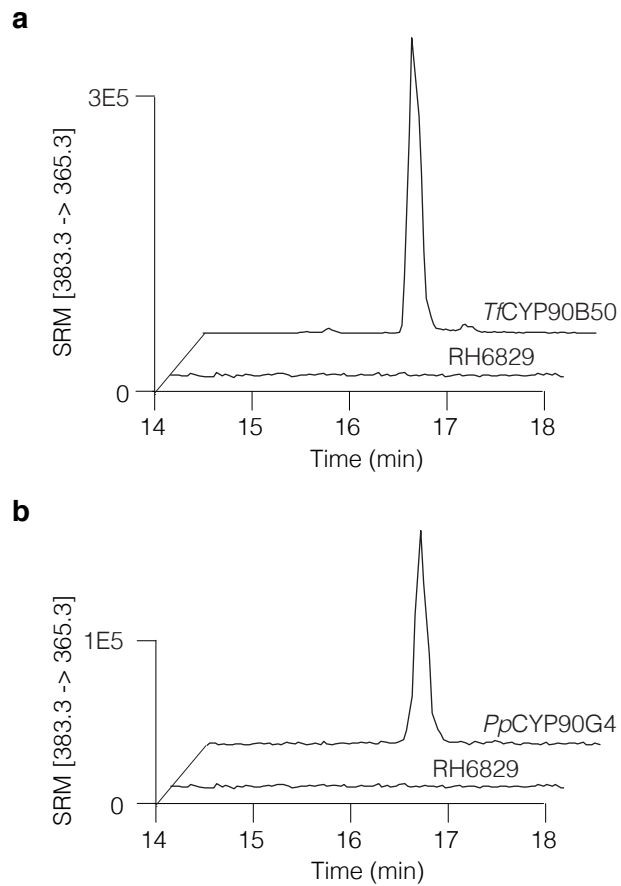 a
3E5
SRM [383.3 -> 365.3]
TfCYP90B50
RH6829
0
14 15 16 17 18
Time (min)
b
1E5
SRM [383.3 -> 365.3]
PpCYP90G4
RH6829
0
14 15 16 17 18
Time (min)